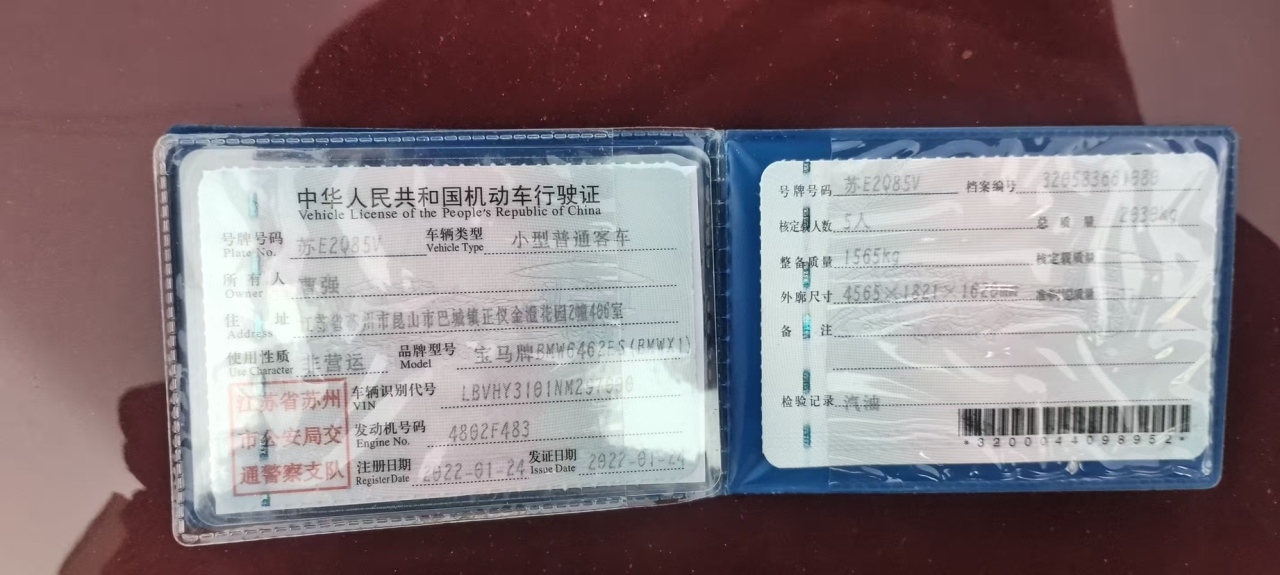 中华人民共和国机动车行驶证
Vehicle License of the People's Republic of China
号牌号码 苏E2Q85V 车辆类型 小型普通客车
Plate No. Vehicle Type
所有人 曹强
Owner
住址 江苏省苏州市昆山市巴城镇正仪金澄花园2幢406室
Address
使用性质 非营运 品牌型号 宝马牌BMW6462ES(BMWX1)
Use Character Model
江苏省苏州
市公安局交
通警察支队
车辆识别代号
VIN
发动机号码 4802F483
Engine No.
注册日期 2022-01-24 发证日期 2022-01-24
Register Date Issue Date
号牌号码 苏E2Q85V 档案编号
核定载人数 5人 总质量
整备质量 1565kg 核定载质量
外廓尺寸 4565×1821×1620mm 准牵引总质量
备注
检验记录 汽油
*3200044098952*